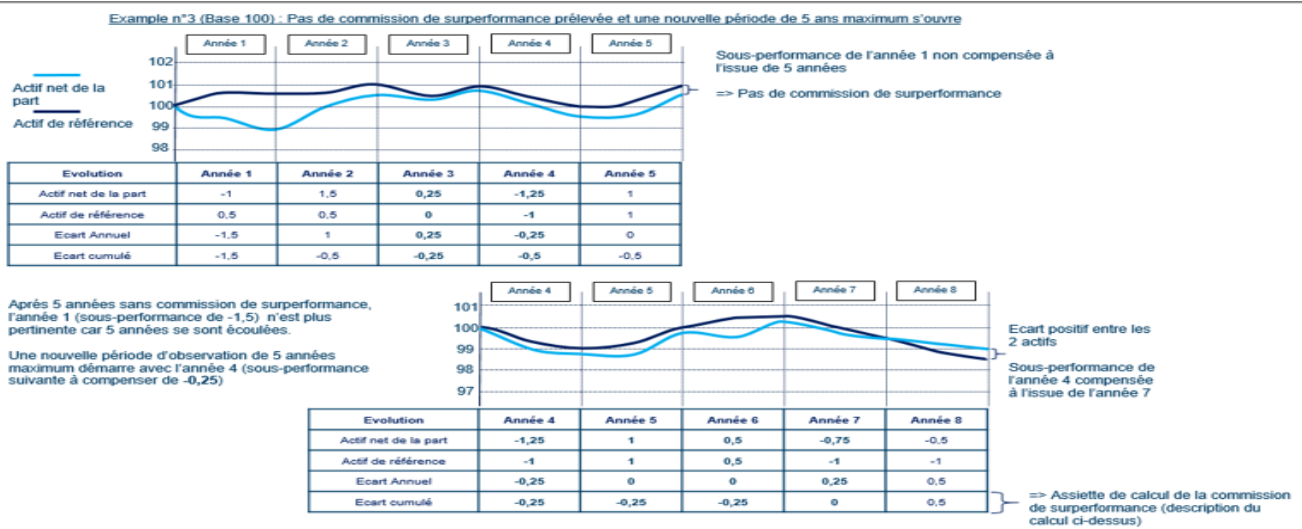 Example n°3 (Base 100) : Pas de commission de surperformance prélevée et une nouvelle période de 5 ans maximum s'ouvre
Année 1 Année 2 Année 3 Année 4 Année 5
102
101
100
99
98
Actif net de la
part
Actif de référence
Sous-performance de l'année 1 non compensée à
l'issue de 5 années
=> Pas de commission de surperformance
Evolution Année 1 Année 2 Année 3 Année 4 Année 5
Actif net de la part -1 1,5 0,25 -1,25 1
Actif de référence 0,5 0,5 0 -1 1
Ecart Annuel -1,5 1 0,25 -0,25 0
Ecart cumulé -1,5 -0,5 -0,25 -0,5 -0,5
Aprés 5 années sans commission de surperformance,
l'année 1 (sous-performance de -1,5) n'est plus
pertinente car 5 années se sont écoulées.
Une nouvelle période d'observation de 5 années
maximum démarre avec l'année 4 (sous-performance
suivante à compenser de -0,25)
Année 4 Année 5 Année 6 Année 7 Année 8
101
100
99
98
97
Ecart positif entre les
2 actifs
Sous-performance de
l'année 4 compensée
à l'issue de l'année 7
Evolution Année 4 Année 5 Année 6 Année 7 Année 8
Actif net de la part -1,25 1 0,5 -0,75 -0,5
Actif de référence -1 1 0,5 -1 -1
Ecart Annuel -0,25 0 0 0,25 0,5
Ecart cumulé -0,25 -0,25 -0,25 0 0,5
=> Assiette de calcul de la commission
de surperformance (description du
calcul ci-dessus)